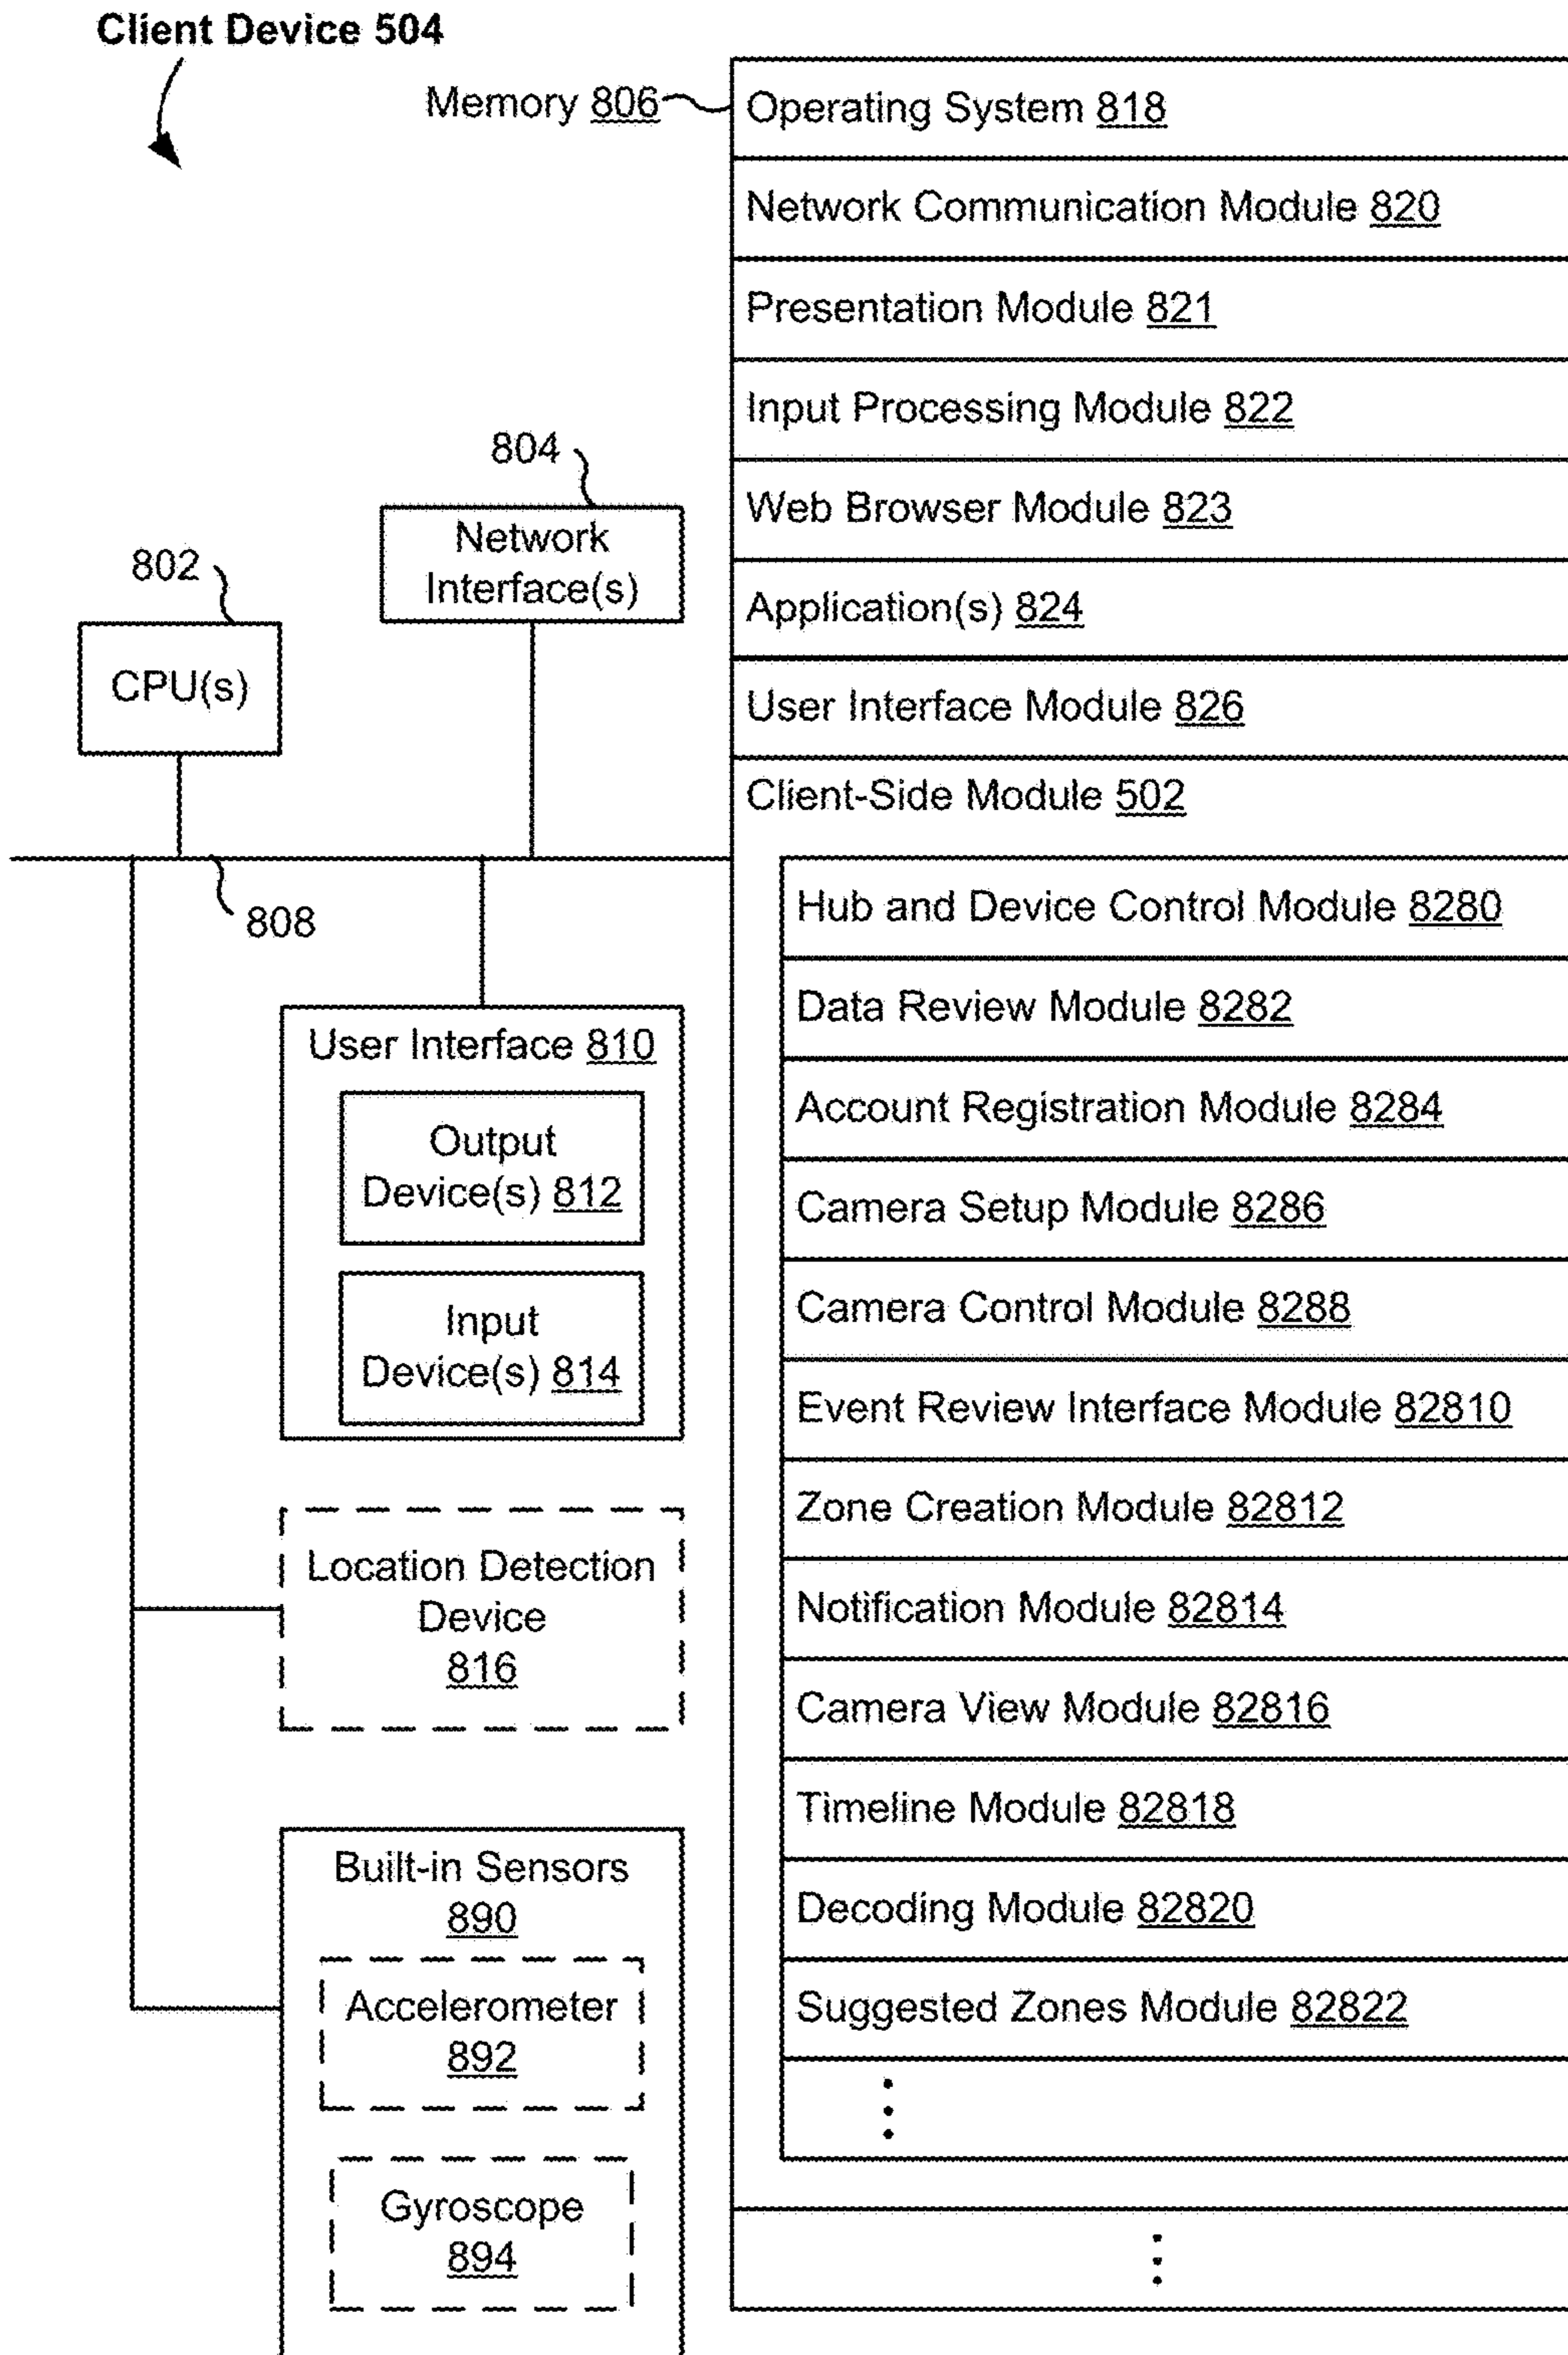 Client Device 504
Memory 806
Operating System 818
Network Communication Module 820
Presentation Module 821
Input Processing Module 822
Web Browser Module 823
Application(s) 824
User Interface Module 826
Client-Side Module 502
Hub and Device Control Module 8280
Data Review Module 8282
Account Registration Module 8284
Camera Setup Module 8286
Camera Control Module 8288
Event Review Interface Module 82810
Zone Creation Module 82812
Notification Module 82814
Camera View Module 82816
Timeline Module 82818
Decoding Module 82820
Suggested Zones Module 82822
804
Network
Interface(s)
802
CPU(s)
808
User Interface 810
Output
Device(s) 812
Input
Device(s) 814
Location Detection
Device
816
Built-in Sensors
890
Accelerometer
892
Gyroscope
894